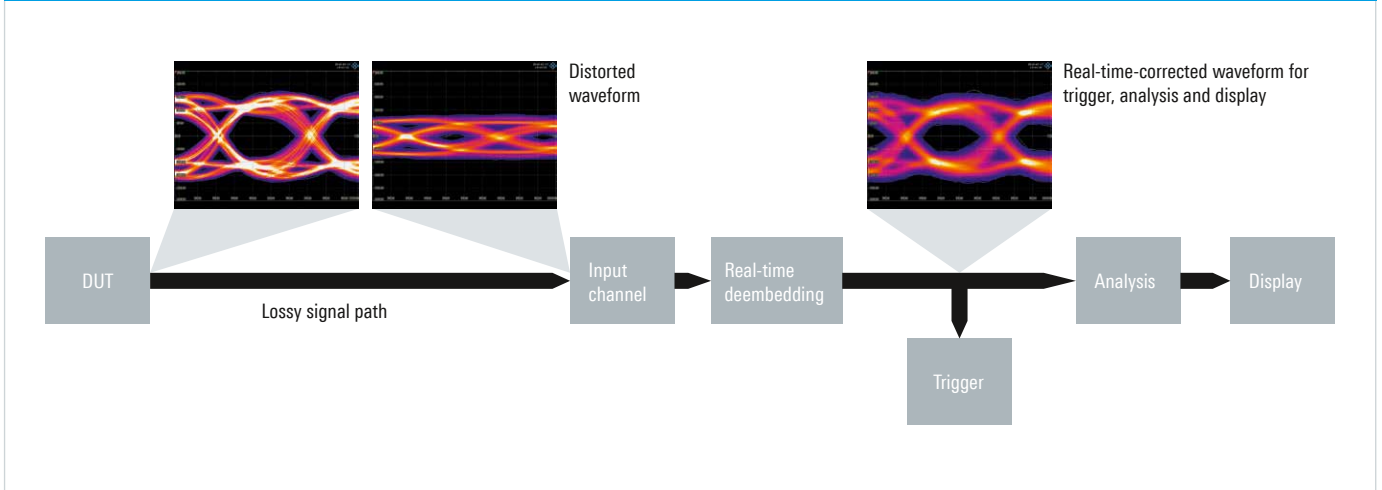 Distorted
waveform
Real-time-corrected waveform for
trigger, analysis and display
DUT
Lossy signal path
Input
channel
Real-time
deembedding
Analysis
Display
Trigger